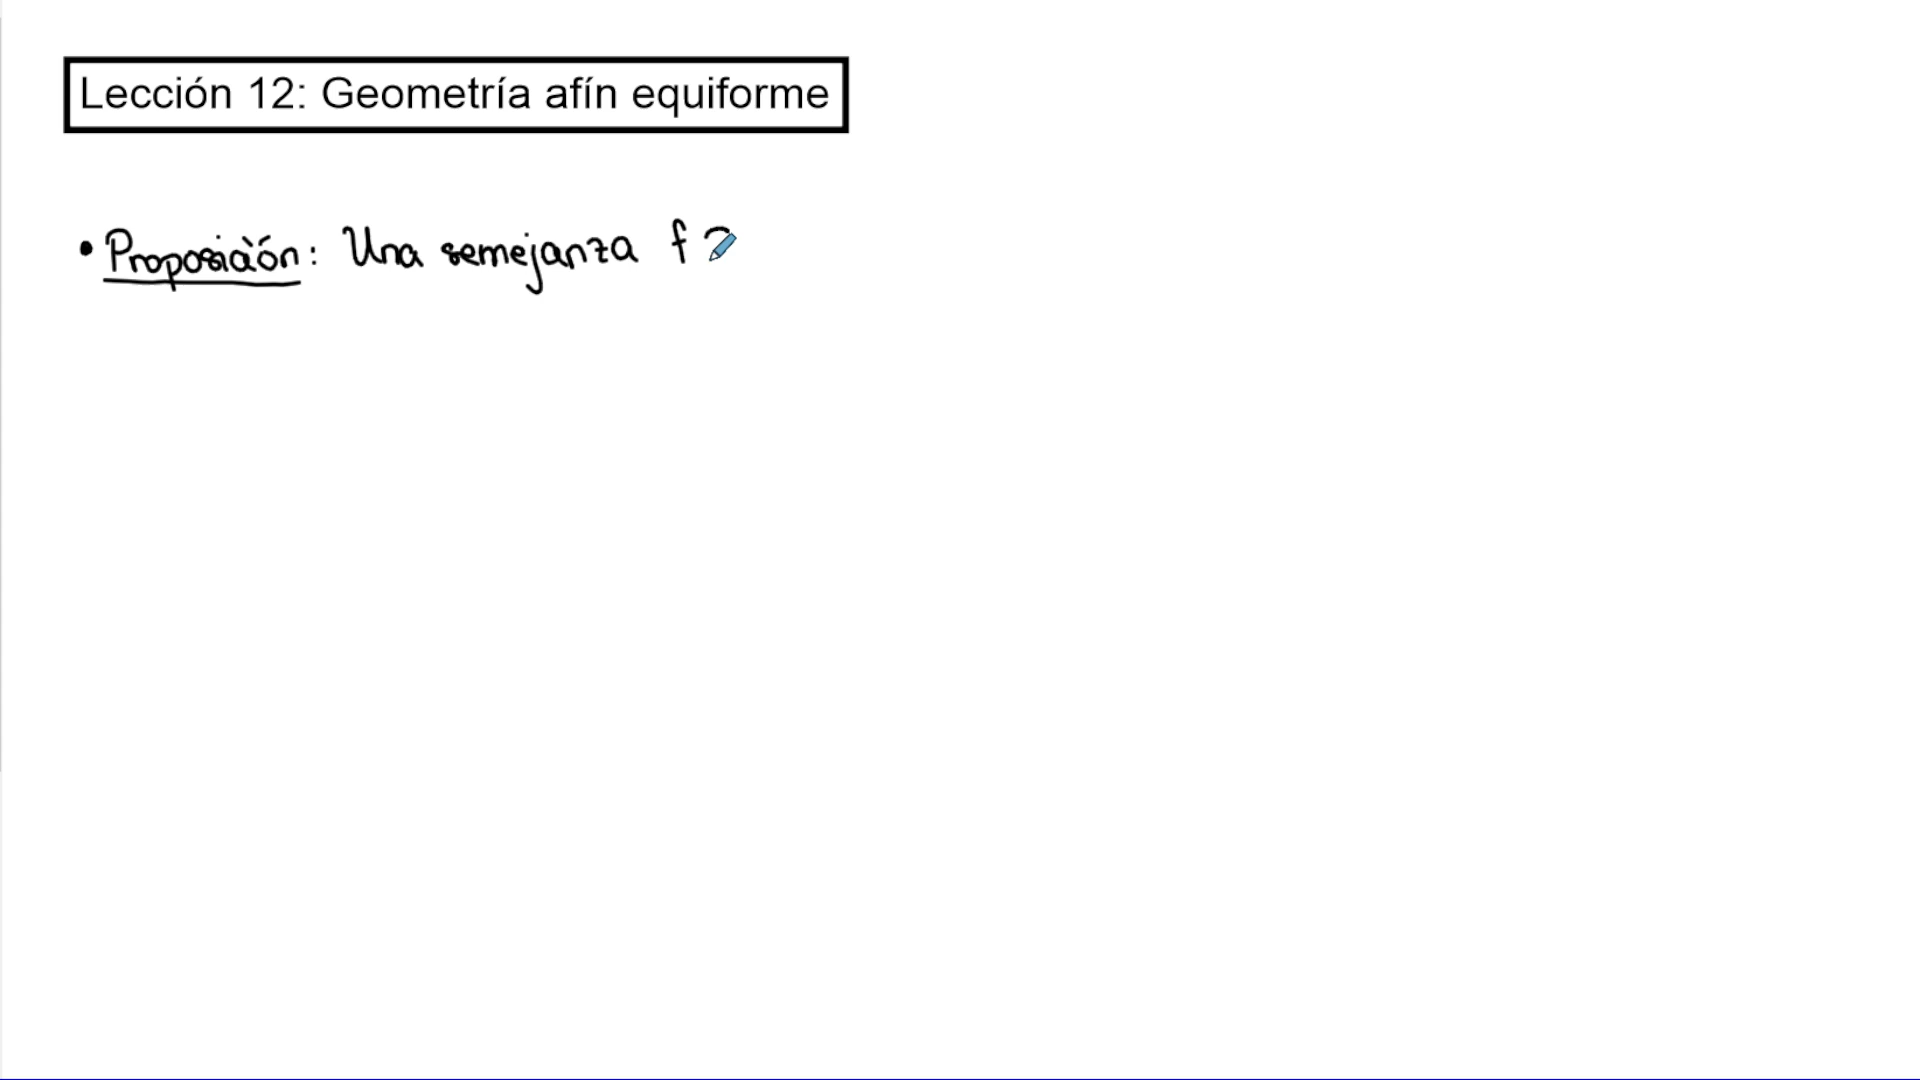 Lección 12: Geometría afín equiforme
• Proposición: Una semejanza f